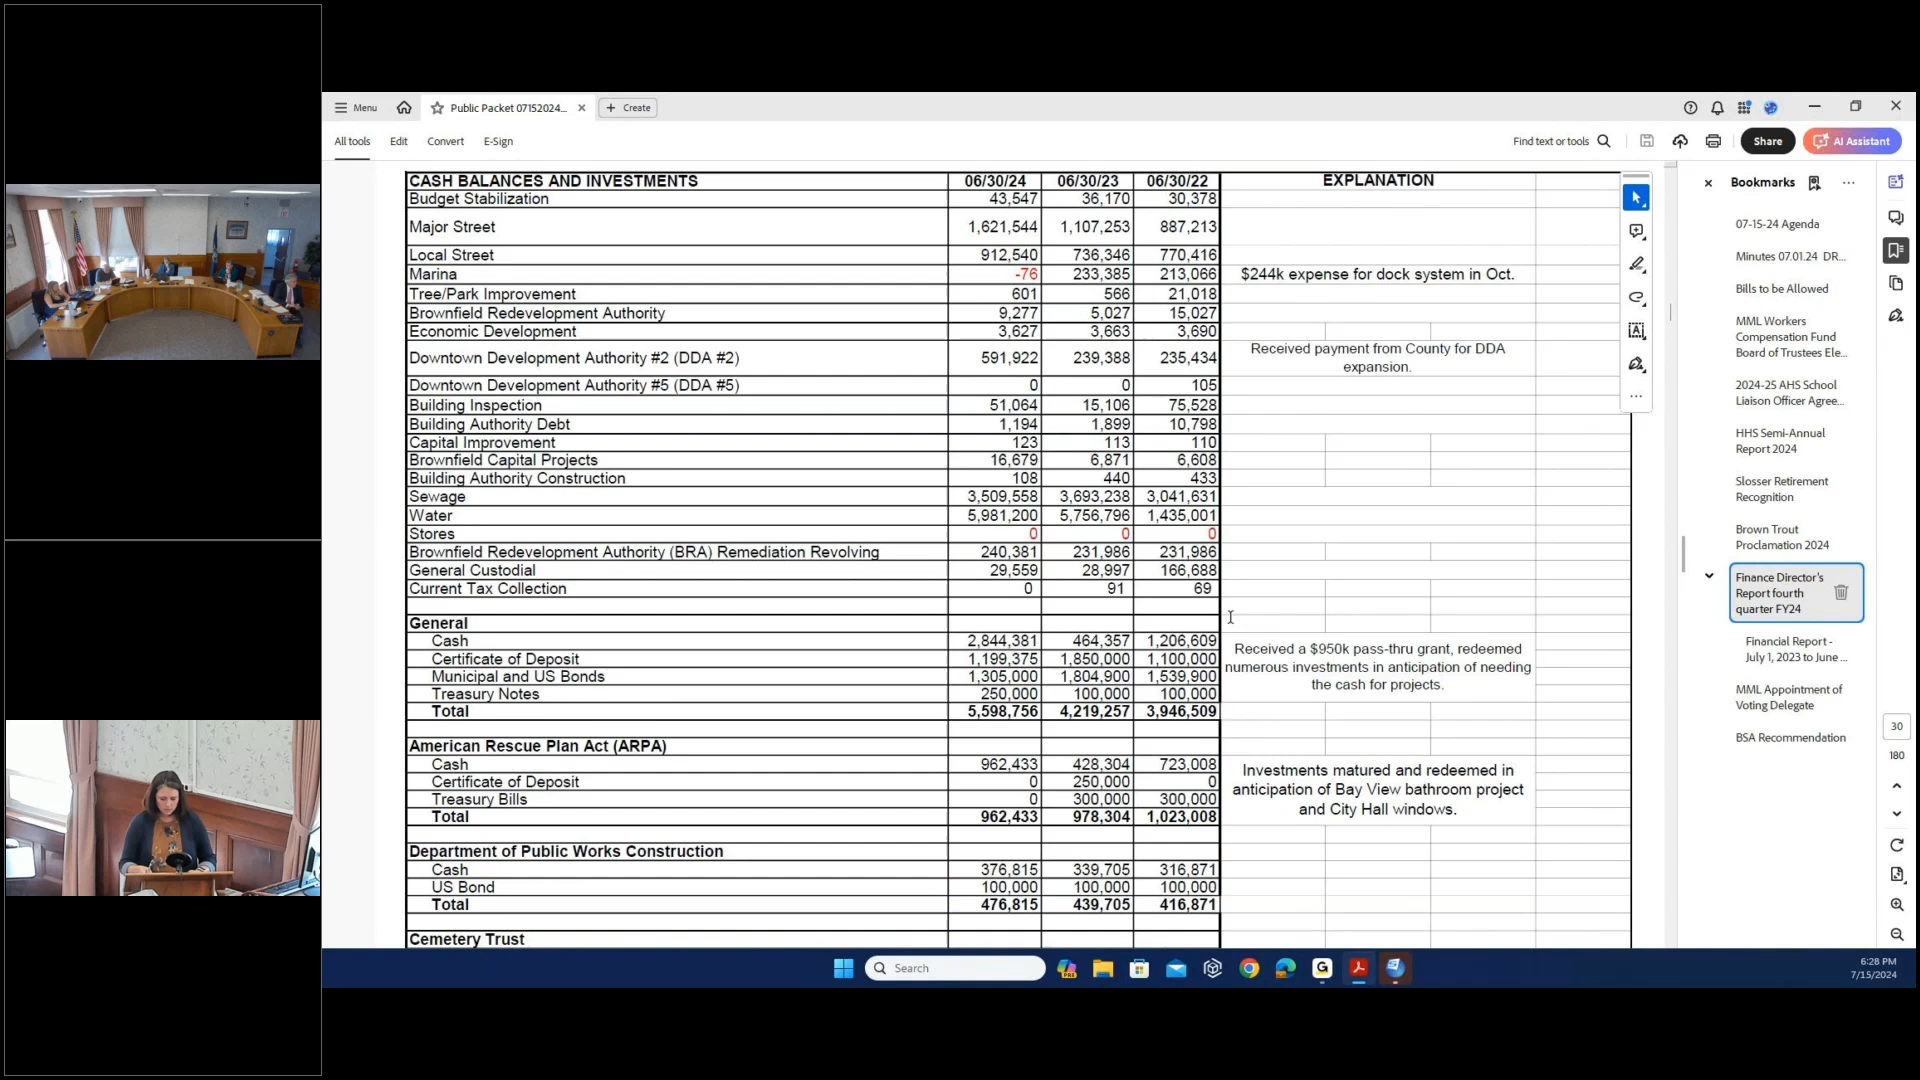 Menu
Public Packet 07152024...
Create
All tools
Edit
Convert
E-Sign
Find text or tools
Share
AI Assistant
CASH BALANCES AND INVESTMENTS 06/30/24 06/30/23 06/30/22 EXPLANATION
Budget Stabilization 43,547 36,170 30,378
Major Street 1,621,544 1,107,253 887,213
Local Street 912,540 736,346 770,416
Marina -76 233,385 213,066 $244k expense for dock system in Oct.
Tree/Park Improvement 601 566 21,018
Brownfield Redevelopment Authority 9,277 5,027 15,027
Economic Development 3,627 3,663 3,690
Downtown Development Authority #2 (DDA #2) 591,922 239,388 235,434
Received payment from County for DDA
expansion.
Downtown Development Authority #5 (DDA #5) 0 0 105
Building Inspection 51,064 15,106 75,528
Building Authority Debt 1,194 1,899 10,798
Capital Improvement 123 113 110
Brownfield Capital Projects 16,679 6,871 6,608
Building Authority Construction 108 440 433
Sewage 3,509,558 3,693,238 3,041,631
Water 5,981,200 5,756,796 1,435,001
Stores 0 0 0
Brownfield Redevelopment Authority (BRA) Remediation Revolving 240,381 231,986 231,986
General Custodial 29,559 28,997 166,688
Current Tax Collection 0 91 69
General
Cash 2,844,381 464,357 1,206,609
Certificate of Deposit 1,199,375 1,850,000 1,100,000
Municipal and US Bonds 1,305,000 1,804,900 1,539,900
Treasury Notes 250,000 100,000 100,000
Total 5,598,756 4,219,257 3,946,509
Received a $950k pass-thru grant, redeemed
numerous investments in anticipation of needing
the cash for projects.
American Rescue Plan Act (ARPA)
Cash 962,433 428,304 723,008
Certificate of Deposit 0 250,000 0
Treasury Bills 0 300,000 300,000
Total 962,433 978,304 1,023,008
Investments matured and redeemed in
anticipation of Bay View bathroom project
and City Hall windows.
Department of Public Works Construction
Cash 376,815 339,705 316,871
US Bond 100,000 100,000 100,000
Total 476,815 439,705 416,871
Cemetery Trust
Bookmarks
07-15-24 Agenda
Minutes 07.01.24 DR...
Bills to be Allowed
MML Workers
Compensation Fund
Board of Trustees Ele...
2024-25 AHS School
Liaison Officer Agree...
HHS Semi-Annual
Report 2024
Slosser Retirement
Recognition
Brown Trout
Proclamation 2024
Finance Director's
Report fourth
quarter FY24
Financial Report -
July 1, 2023 to June ...
MML Appointment of
Voting Delegate
BSA Recommendation
30
180
Search
6:28 PM
7/15/2024